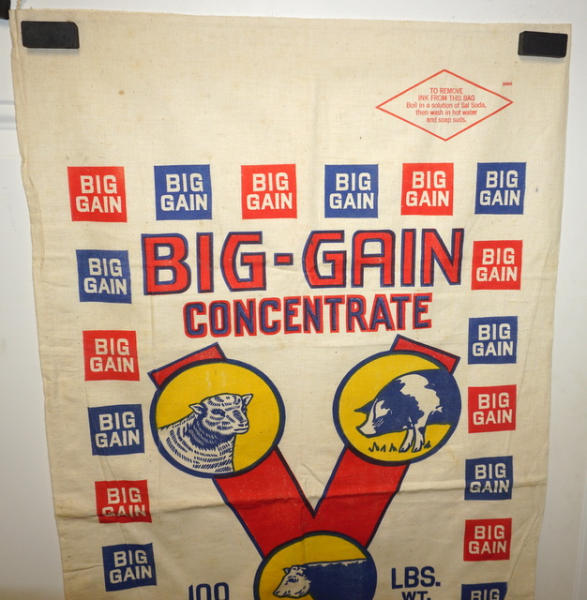 TO REMOVE
INK FROM THIS BAG
Boil in a solution of Sal Soda,
then wash in hot water
and soap suds.
BIG GAIN
BIG GAIN
BIG GAIN
BIG GAIN
BIG GAIN
BIG GAIN
BIG-GAIN
CONCENTRATE
BIG GAIN
BIG GAIN
BIG GAIN
BIG GAIN
BIG GAIN
BIG GAIN
BIG GAIN
BIG GAIN
BIG GAIN
BIG GAIN
BIG
100
LBS.
WT.